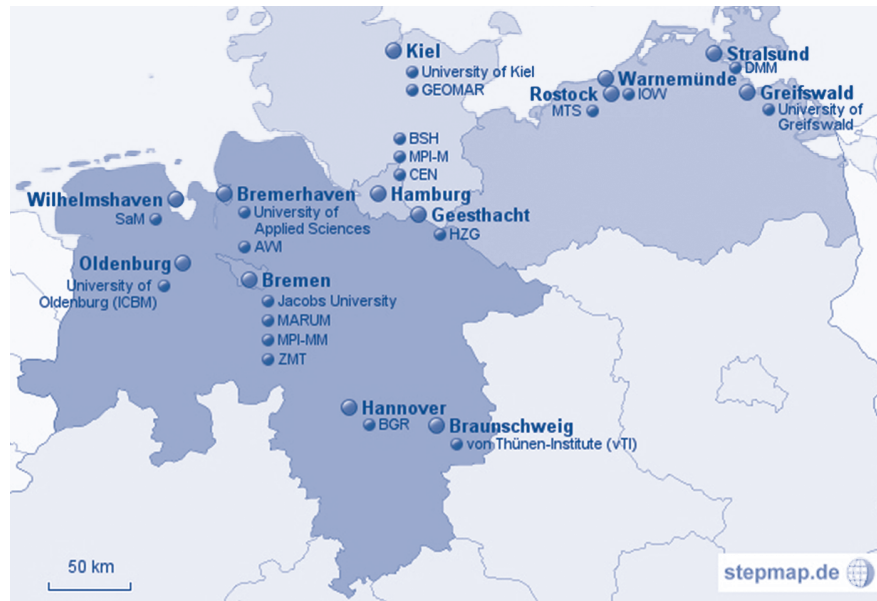 Kiel
University of Kiel
GEOMAR
Stralsund
DMM
Warnemünde
Rostock
IOW
MTS
Greifswald
University of
Greifswald
BSH
MPI-M
CEN
Hamburg
Geesthacht
HZG
Wilhelmshaven
SaM
Bremerhaven
University of
Applied Sciences
AWI
Oldenburg
University of
Oldenburg (ICBM)
Bremen
Jacobs University
MARUM
MPI-MM
ZMT
Hannover
BGR
Braunschweig
von Thünen-Institute (vTI)
50 km
stepmap.de